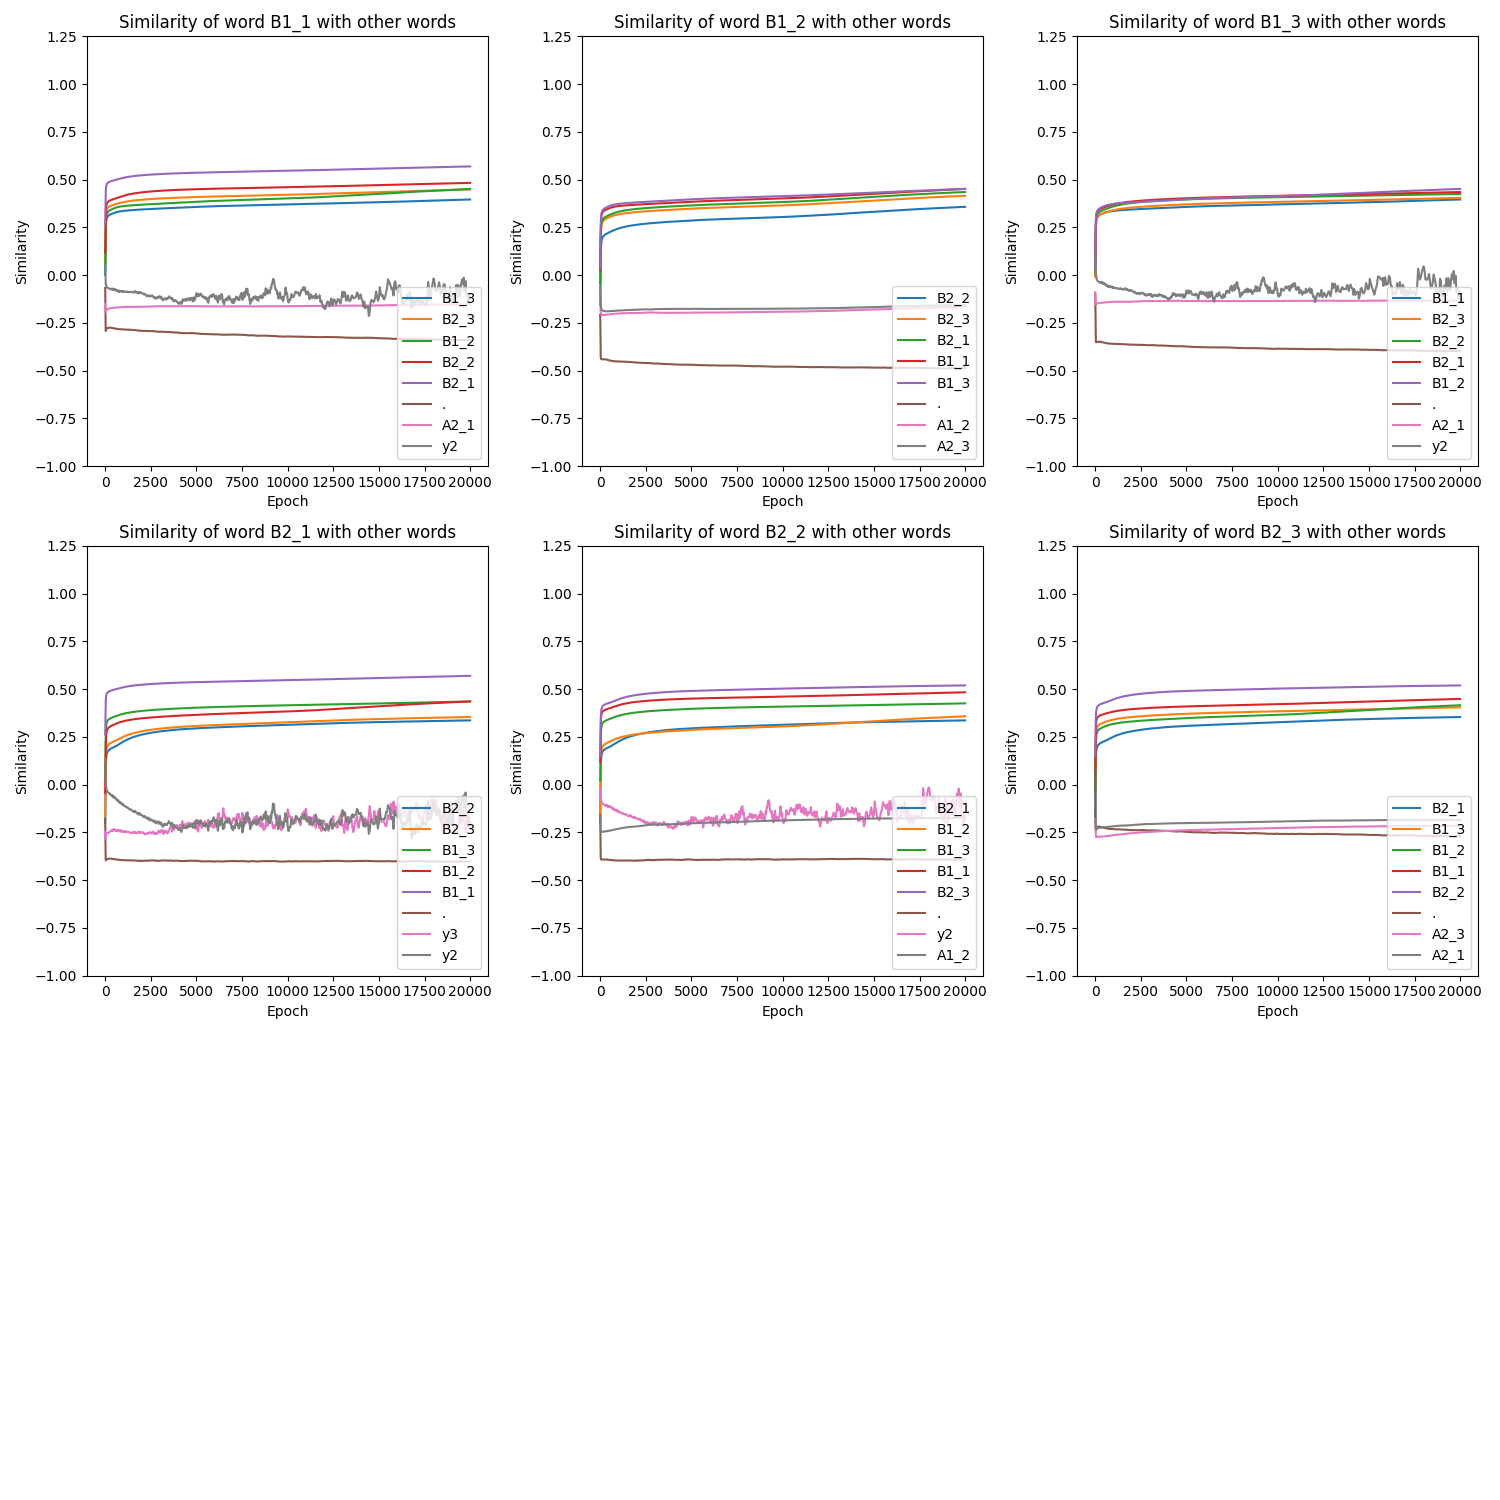 Similarity of word B1_1 with other words
1.25
1.00
0.75
0.50
0.25
0.00
−0.25
−0.50
−0.75
−1.00
Similarity
0 2500 5000 7500 10000 12500 15000 17500 20000
Epoch
B1_3
B2_3
B1_2
B2_2
B2_1
.
A2_1
y2
Similarity of word B1_2 with other words
1.25
1.00
0.75
0.50
0.25
0.00
−0.25
−0.50
−0.75
−1.00
Similarity
0 2500 5000 7500 10000 12500 15000 17500 20000
Epoch
B2_2
B2_3
B2_1
B1_1
B1_3
.
A1_2
A2_3
Similarity of word B1_3 with other words
1.25
1.00
0.75
0.50
0.25
0.00
−0.25
−0.50
−0.75
−1.00
Similarity
0 2500 5000 7500 10000 12500 15000 17500 20000
Epoch
B1_1
B2_3
B2_2
B2_1
B1_2
.
A2_1
y2
Similarity of word B2_1 with other words
1.25
1.00
0.75
0.50
0.25
0.00
−0.25
−0.50
−0.75
−1.00
Similarity
0 2500 5000 7500 10000 12500 15000 17500 20000
Epoch
B2_2
B2_3
B1_3
B1_2
B1_1
.
y3
y2
Similarity of word B2_2 with other words
1.25
1.00
0.75
0.50
0.25
0.00
−0.25
−0.50
−0.75
−1.00
Similarity
0 2500 5000 7500 10000 12500 15000 17500 20000
Epoch
B2_1
B1_2
B1_3
B1_1
B2_3
.
y2
A1_2
Similarity of word B2_3 with other words
1.25
1.00
0.75
0.50
0.25
0.00
−0.25
−0.50
−0.75
−1.00
Similarity
0 2500 5000 7500 10000 12500 15000 17500 20000
Epoch
B2_1
B1_3
B1_2
B1_1
B2_2
.
A2_3
A2_1